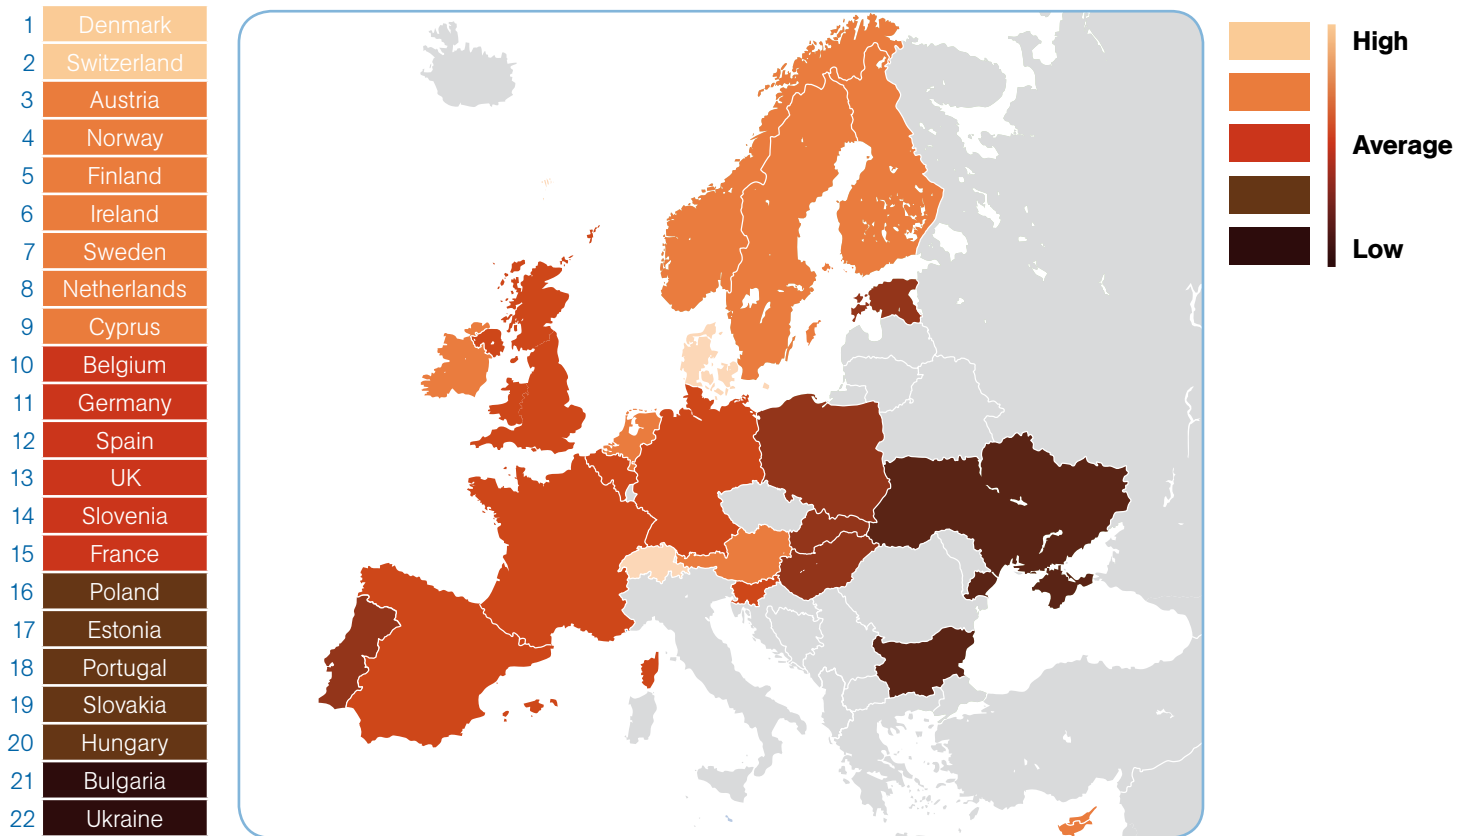 1 Denmark
2 Switzerland
3 Austria
4 Norway
5 Finland
6 Ireland
7 Sweden
8 Netherlands
9 Cyprus
10 Belgium
11 Germany
12 Spain
13 UK
14 Slovenia
15 France
16 Poland
17 Estonia
18 Portugal
19 Slovakia
20 Hungary
21 Bulgaria
22 Ukraine
High
Average
Low